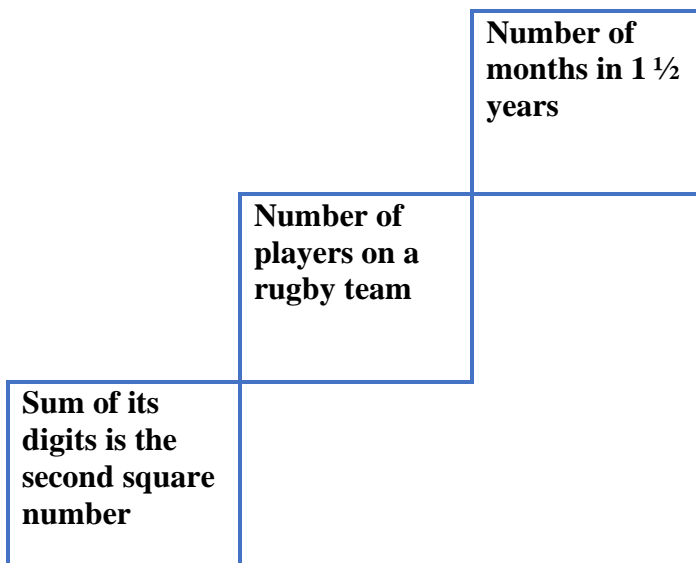 Number of
months in 1 ½
years
Number of
players on a
rugby team
Sum of its
digits is the
second square
number